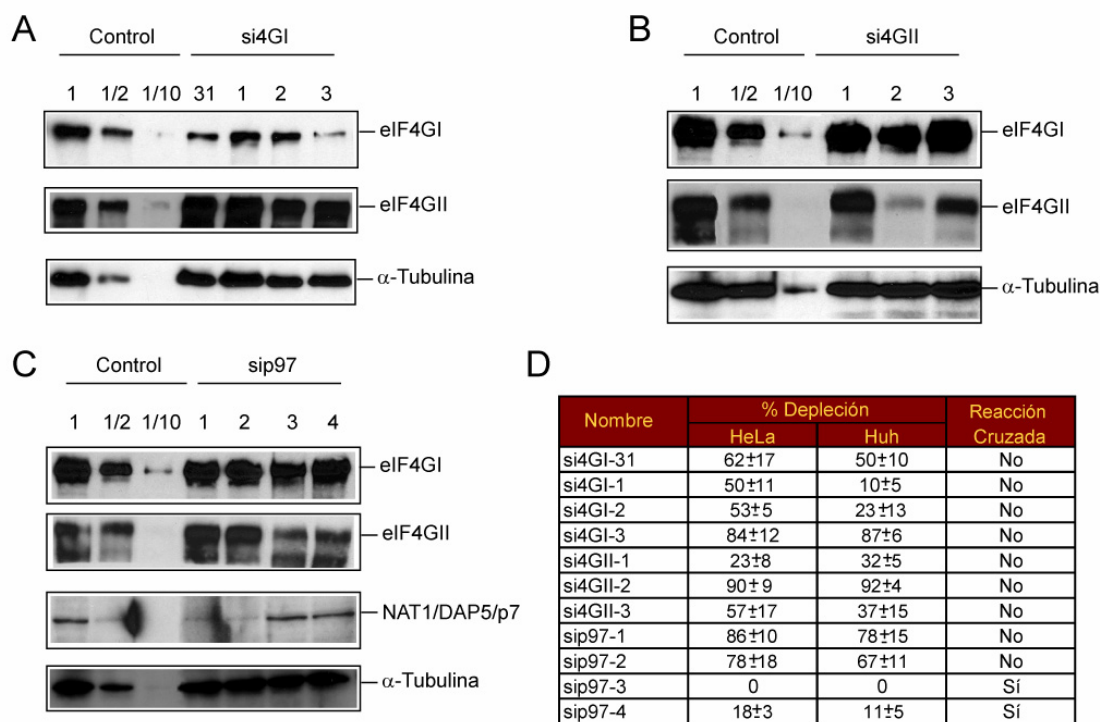 A
Control si4GI
1 1/2 1/10 31 1 2 3
eIF4GI
eIF4GII
α-Tubulina
B
Control si4GII
1 1/2 1/10 1 2 3
eIF4GI
eIF4GII
α-Tubulina
C
Control sip97
1 1/2 1/10 1 2 3 4
eIF4GI
eIF4GII
NAT1/DAP5/p7
α-Tubulina
D
Nombre % Depleción Reacción Cruzada
HeLa Huh
si4GI-31 62±17 50±10 No
si4GI-1 50±11 10±5 No
si4GI-2 53±5 23±13 No
si4GI-3 84±12 87±6 No
si4GII-1 23±8 32±5 No
si4GII-2 90±9 92±4 No
si4GII-3 57±17 37±15 No
sip97-1 86±10 78±15 No
sip97-2 78±18 67±11 No
sip97-3 0 0 Sí
sip97-4 18±3 11±5 Sí